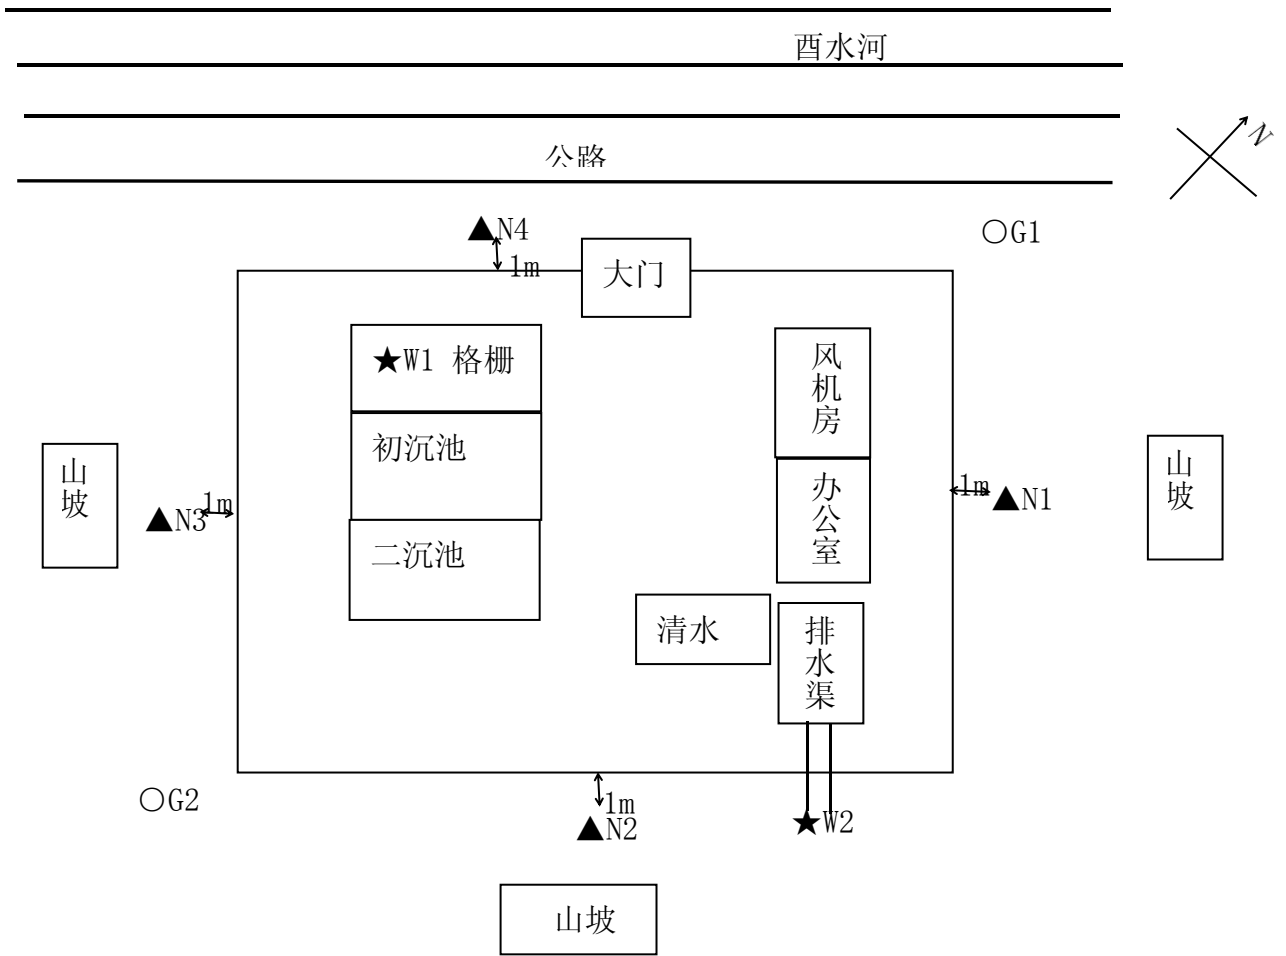 酉水河
公路
N
▲N4
○G1
1m
大门
★W1 格栅
风机房
初沉池
山坡
山坡
办公室
1m
▲N1
1m
▲N3
二沉池
清水
排水渠
○G2
1m
▲N2
★W2
山坡